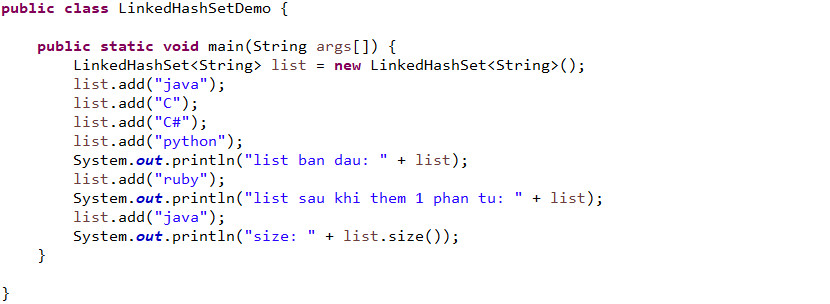 public class LinkedHashSetDemo {
    public static void main(String args[]) {
        LinkedHashSet<String> list = new LinkedHashSet<String>();
        list.add("java");
        list.add("C");
        list.add("C#");
        list.add("python");
        System.out.println("list ban dau: " + list);
        list.add("ruby");
        System.out.println("list sau khi them 1 phan tu: " + list);
        list.add("java");
        System.out.println("size: " + list.size());
    }
}